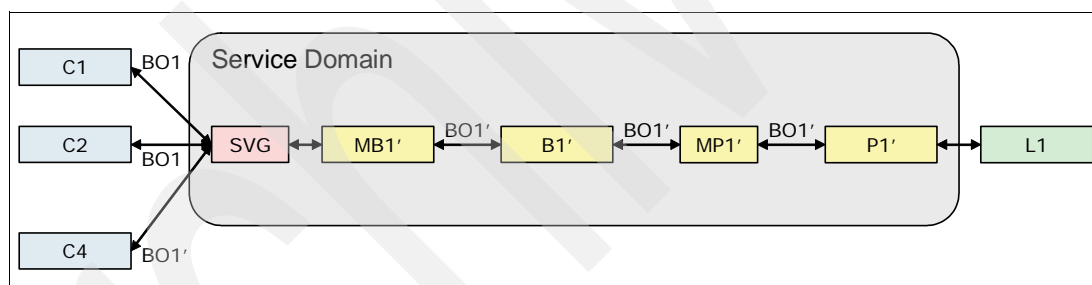 Service Domain
C1
BO1
C2
BO1
SVG
MB1′
BO1′
B1′
BO1′
MP1′
BO1′
P1′
L1
C4
BO1′